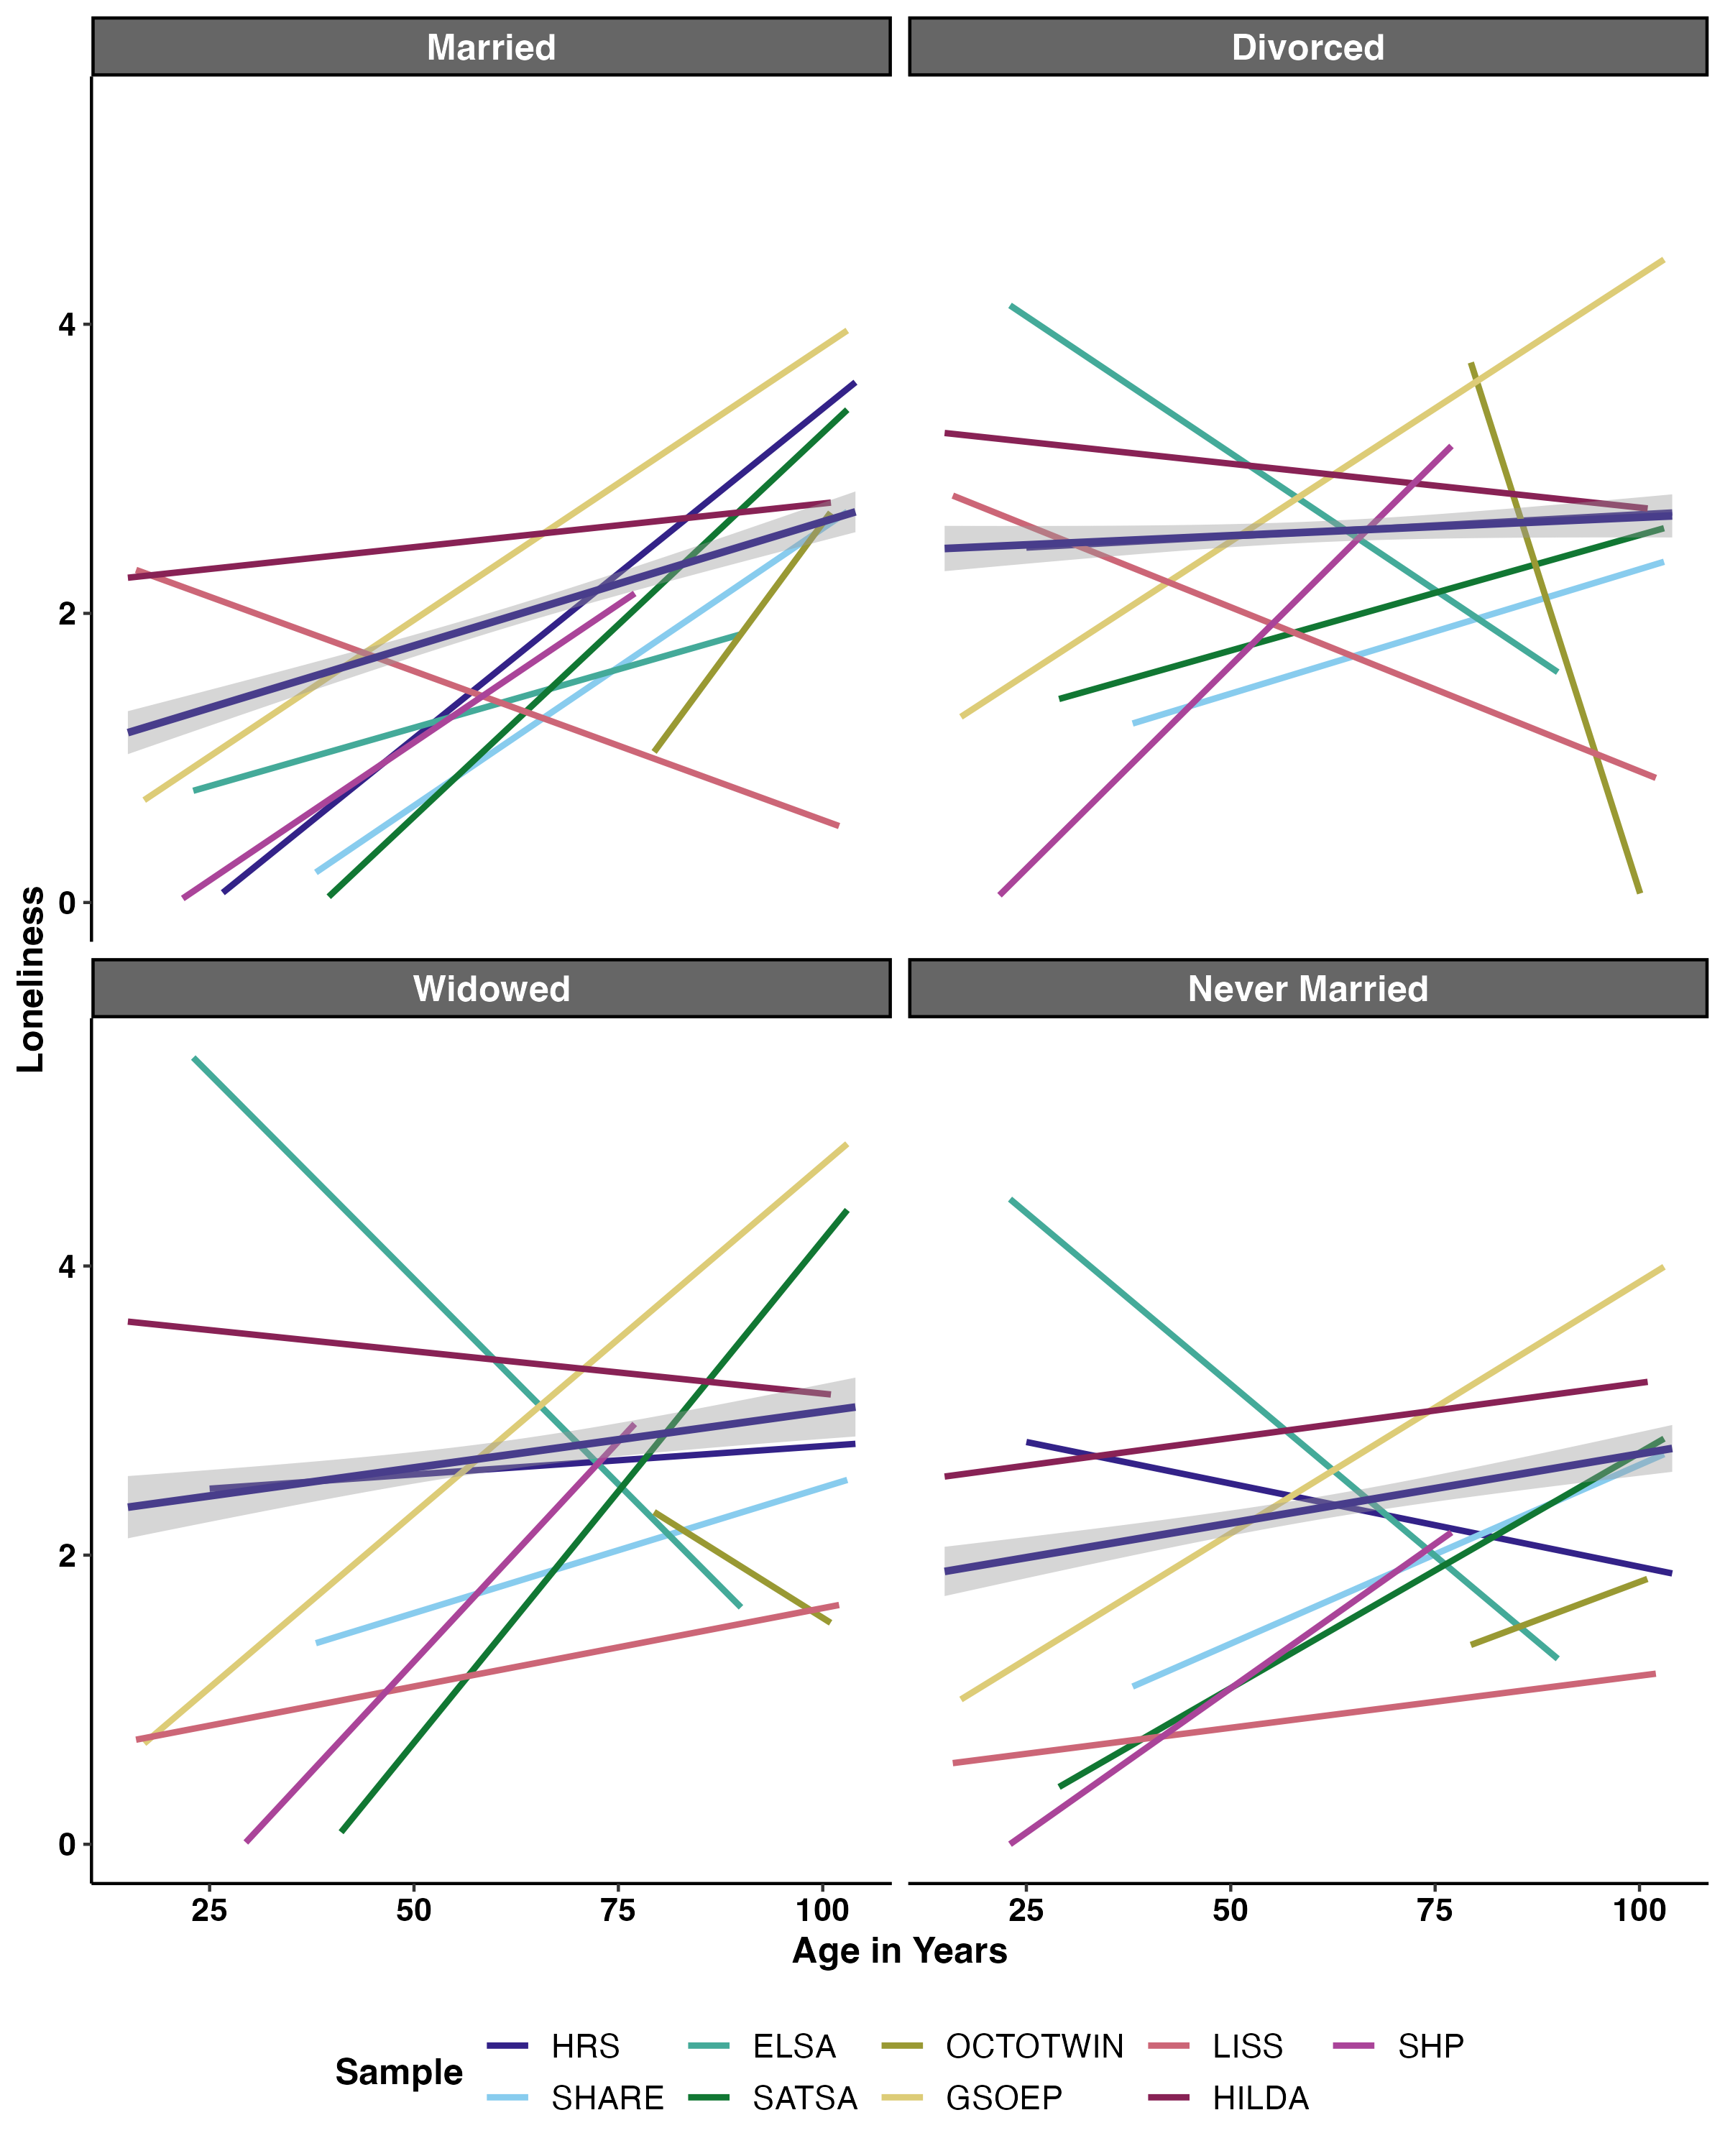 Married
Divorced
4
2
0
Loneliness
Widowed
Never Married
4
2
0
25 50 75 100 25 50 75 100
Age in Years
Sample
HRS ELSA OCTOTWIN LISS SHP
SHARE SATSA GSOEP HILDA